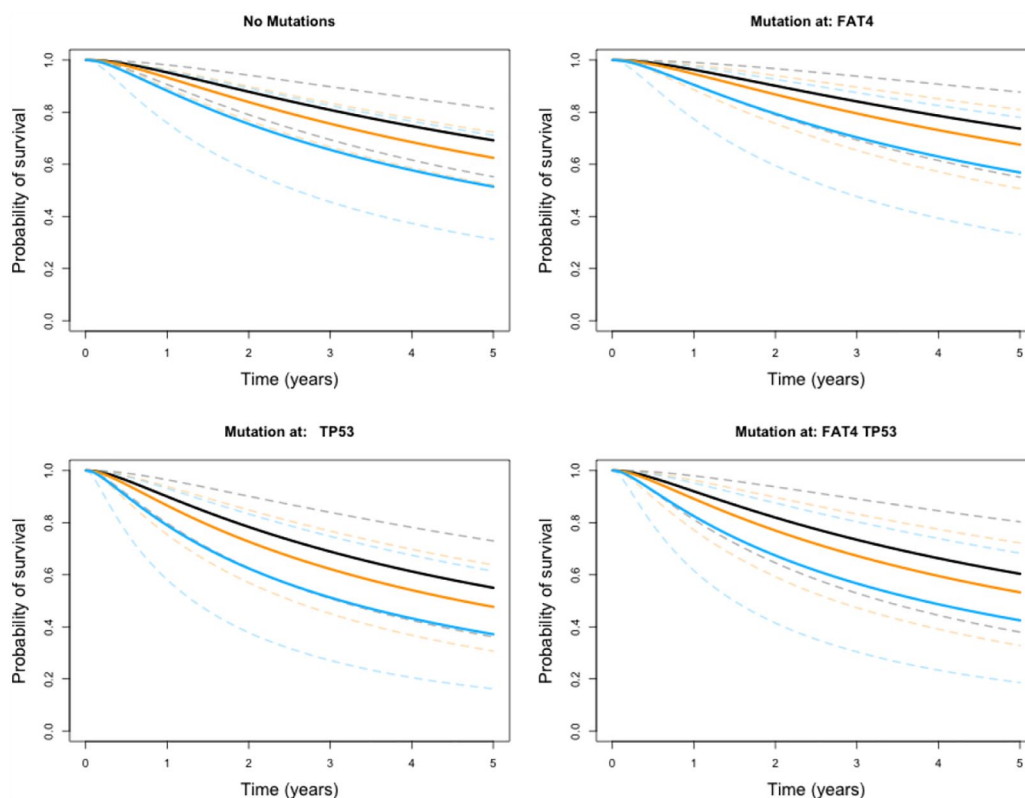 No Mutations
Probability of survival
1.0
0.8
0.6
0.4
0.2
0.0
0 1 2 3 4 5
Time (years)
Mutation at: FAT4
Probability of survival
1.0
0.8
0.6
0.4
0.2
0.0
0 1 2 3 4 5
Time (years)
Mutation at: TP53
Probability of survival
1.0
0.8
0.6
0.4
0.2
0.0
0 1 2 3 4 5
Time (years)
Mutation at: FAT4 TP53
Probability of survival
1.0
0.8
0.6
0.4
0.2
0.0
0 1 2 3 4 5
Time (years)